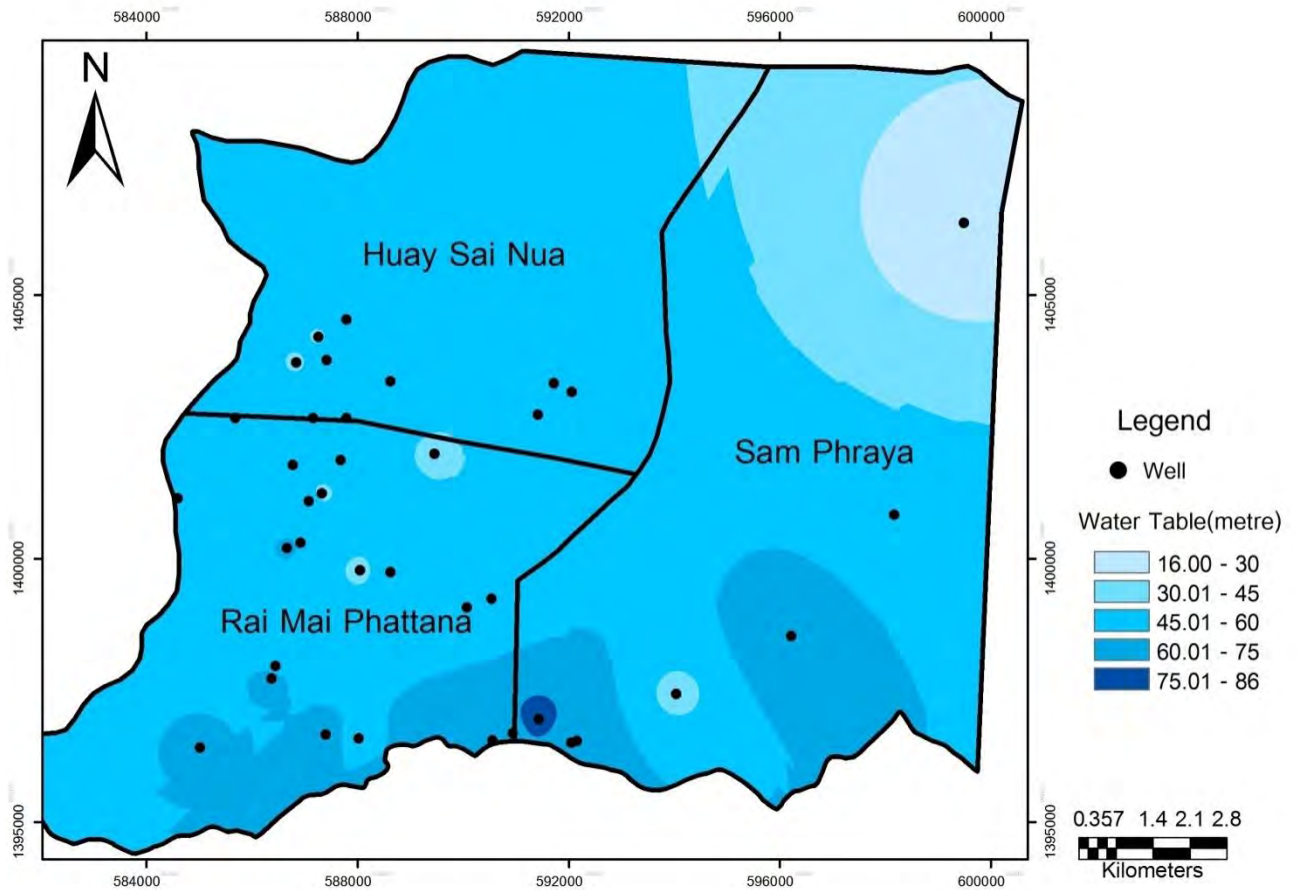 584000 588000 592000 596000 600000
N
Huay Sai Nua
1405000 1405000
Sam Phraya
Legend
Well
Water Table(metre)
16.00 - 30
30.01 - 45
45.01 - 60
60.01 - 75
75.01 - 86
1400000 1400000
Rai Mai Phattana
1395000 1395000
0.357 1.4 2.1 2.8
Kilometers
584000 588000 592000 596000 600000